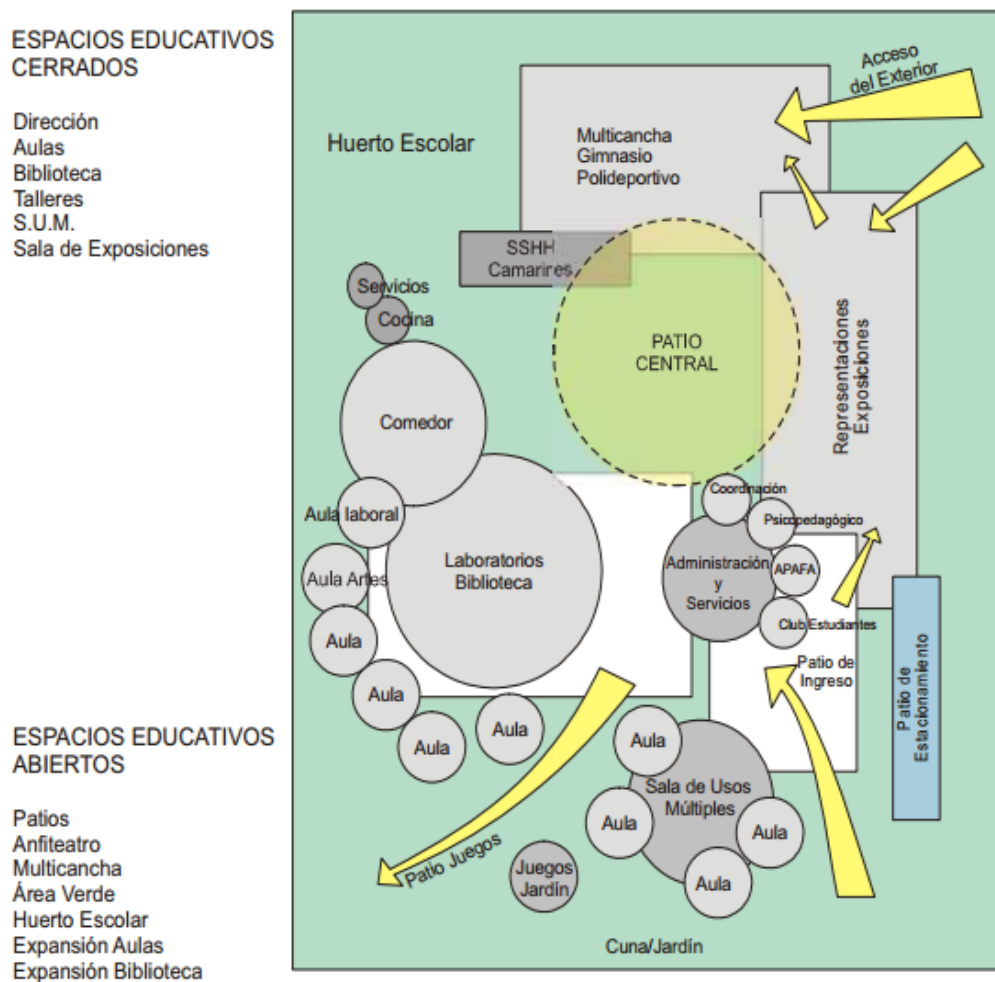 ESPACIOS EDUCATIVOS
CERRADOS
Dirección
Aulas
Biblioteca
Talleres
S.U.M.
Sala de Exposiciones
ESPACIOS EDUCATIVOS
ABIERTOS
Patios
Anfiteatro
Multicancha
Área Verde
Huerto Escolar
Expansión Aulas
Expansión Biblioteca
Acceso
del Exterior
Huerto Escolar
Multicancha
Gimnasio
Polideportivo
SSHH
Camarines
Servicios
Cocina
PATIO
CENTRAL
Representaciones
Exposiciones
Comedor
Coordinación
Aula laboral
Psicopedagógico
Laboratorios
Biblioteca
Administración
y
Servicios
APAFA
Aula Artes
Club Estudiantes
Aula
Patio de
Ingreso
Patio de
Estacionamiento
Aula
Aula
Aula
Aula
Sala de Usos
Múltiples
Aula
Aula
Aula
Patio Juegos
Juegos
Jardín
Cuna/Jardín